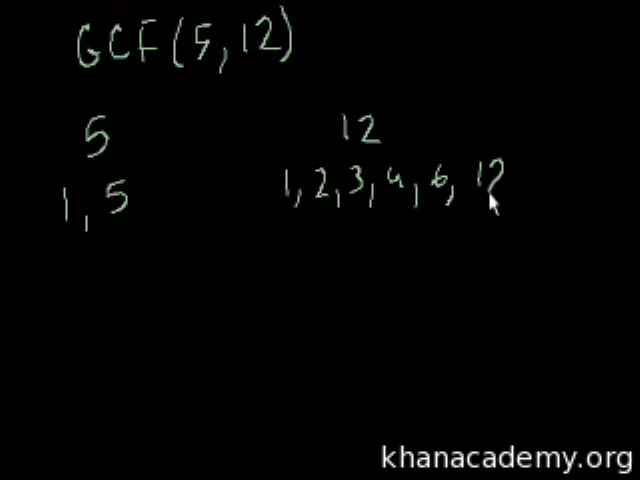 GCF(5,12)
5 12
1, 5 1, 2, 3, 4, 6, 12
khanacademy.org